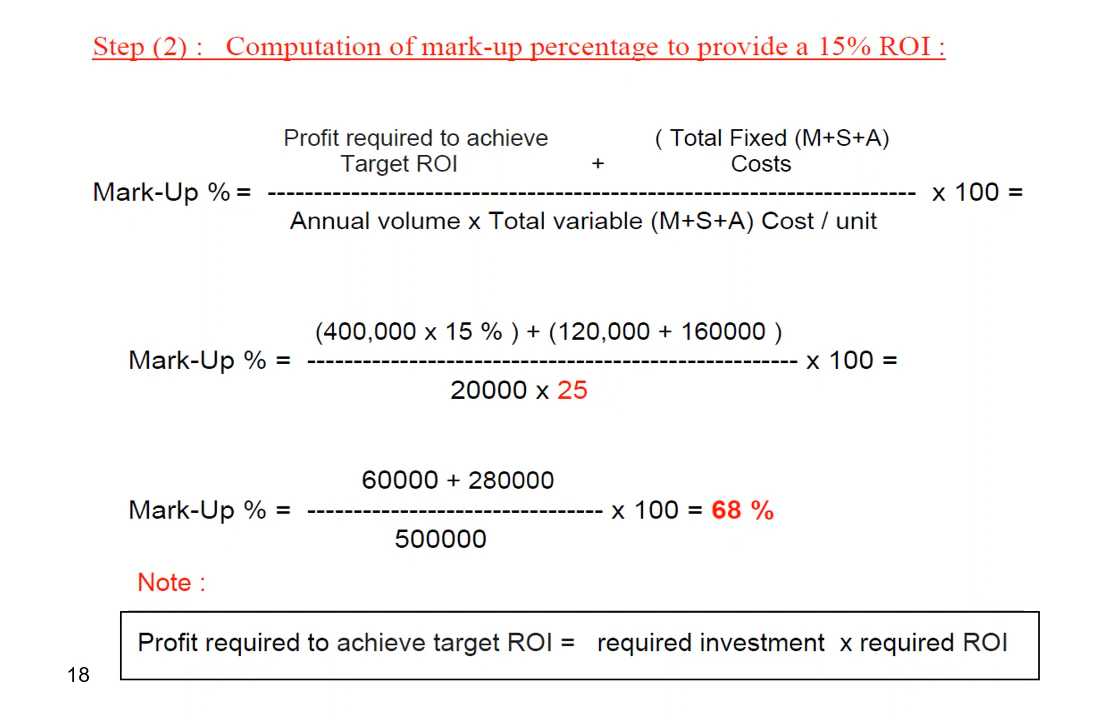 Step (2) : Computation of mark-up percentage to provide a 15% ROI :
Profit required to achieve ( Total Fixed (M+S+A)
Target ROI + Costs
Mark-Up % = ---------------------------------------------------------------------- x 100 =
Annual volume x Total variable (M+S+A) Cost / unit
(400,000 x 15 % ) + (120,000 + 160000 )
Mark-Up % = ----------------------------------------------------- x 100 =
20000 x 25
60000 + 280000
Mark-Up % = -------------------------------- x 100 = 68 %
500000
Note :
Profit required to achieve target ROI = required investment x required ROI
18